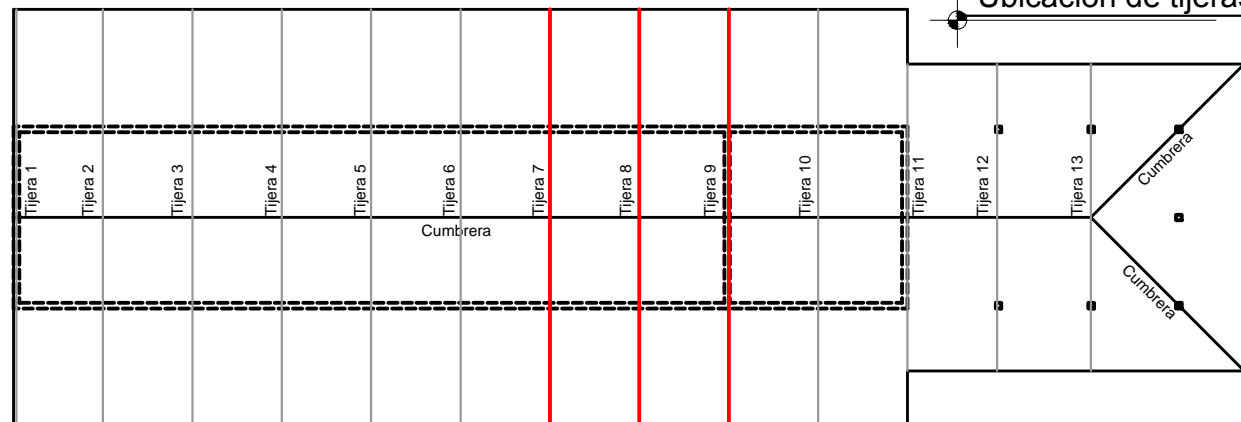 Ubicación de tijeras
Tijera 1
Tijera 2
Tijera 3
Tijera 4
Tijera 5
Tijera 6
Tijera 7
Tijera 8
Tijera 9
Tijera 10
Tijera 11
Tijera 12
Tijera 13
Cumbrera
Cumbrera
Cumbrera